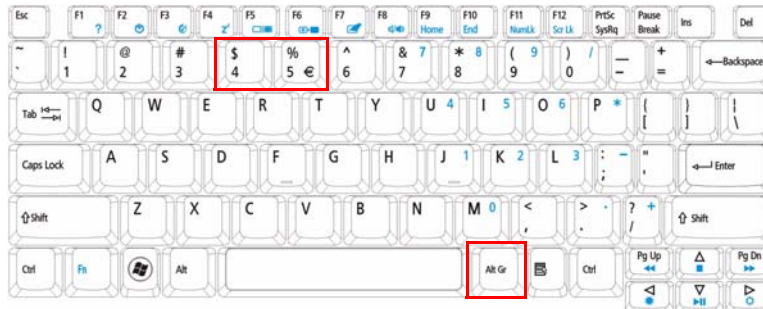 Esc F1 ? F2 F3 F4 zᶻ F5 F6 F7 F8 F9 Home F10 End F11 NumLk F12 Scr Lk PrtSc SysRq Pause Break Ins Del
~ ` ! 1 @ 2 # 3 $ 4 % 5 € ^ 6 & 7 7 * 8 8 ( 9 9 ) 0 / _ - + = Backspace
Tab Q W E R T Y U 4 I 5 O 6 P * { [ } ] | \
Caps Lock A S D F G H J 1 K 2 L 3 : ; - " ' Enter
Shift Z X C V B N M 0 < , > . . ? / + Shift
Ctrl Fn Alt Alt Gr Ctrl Pg Up Pg Dn